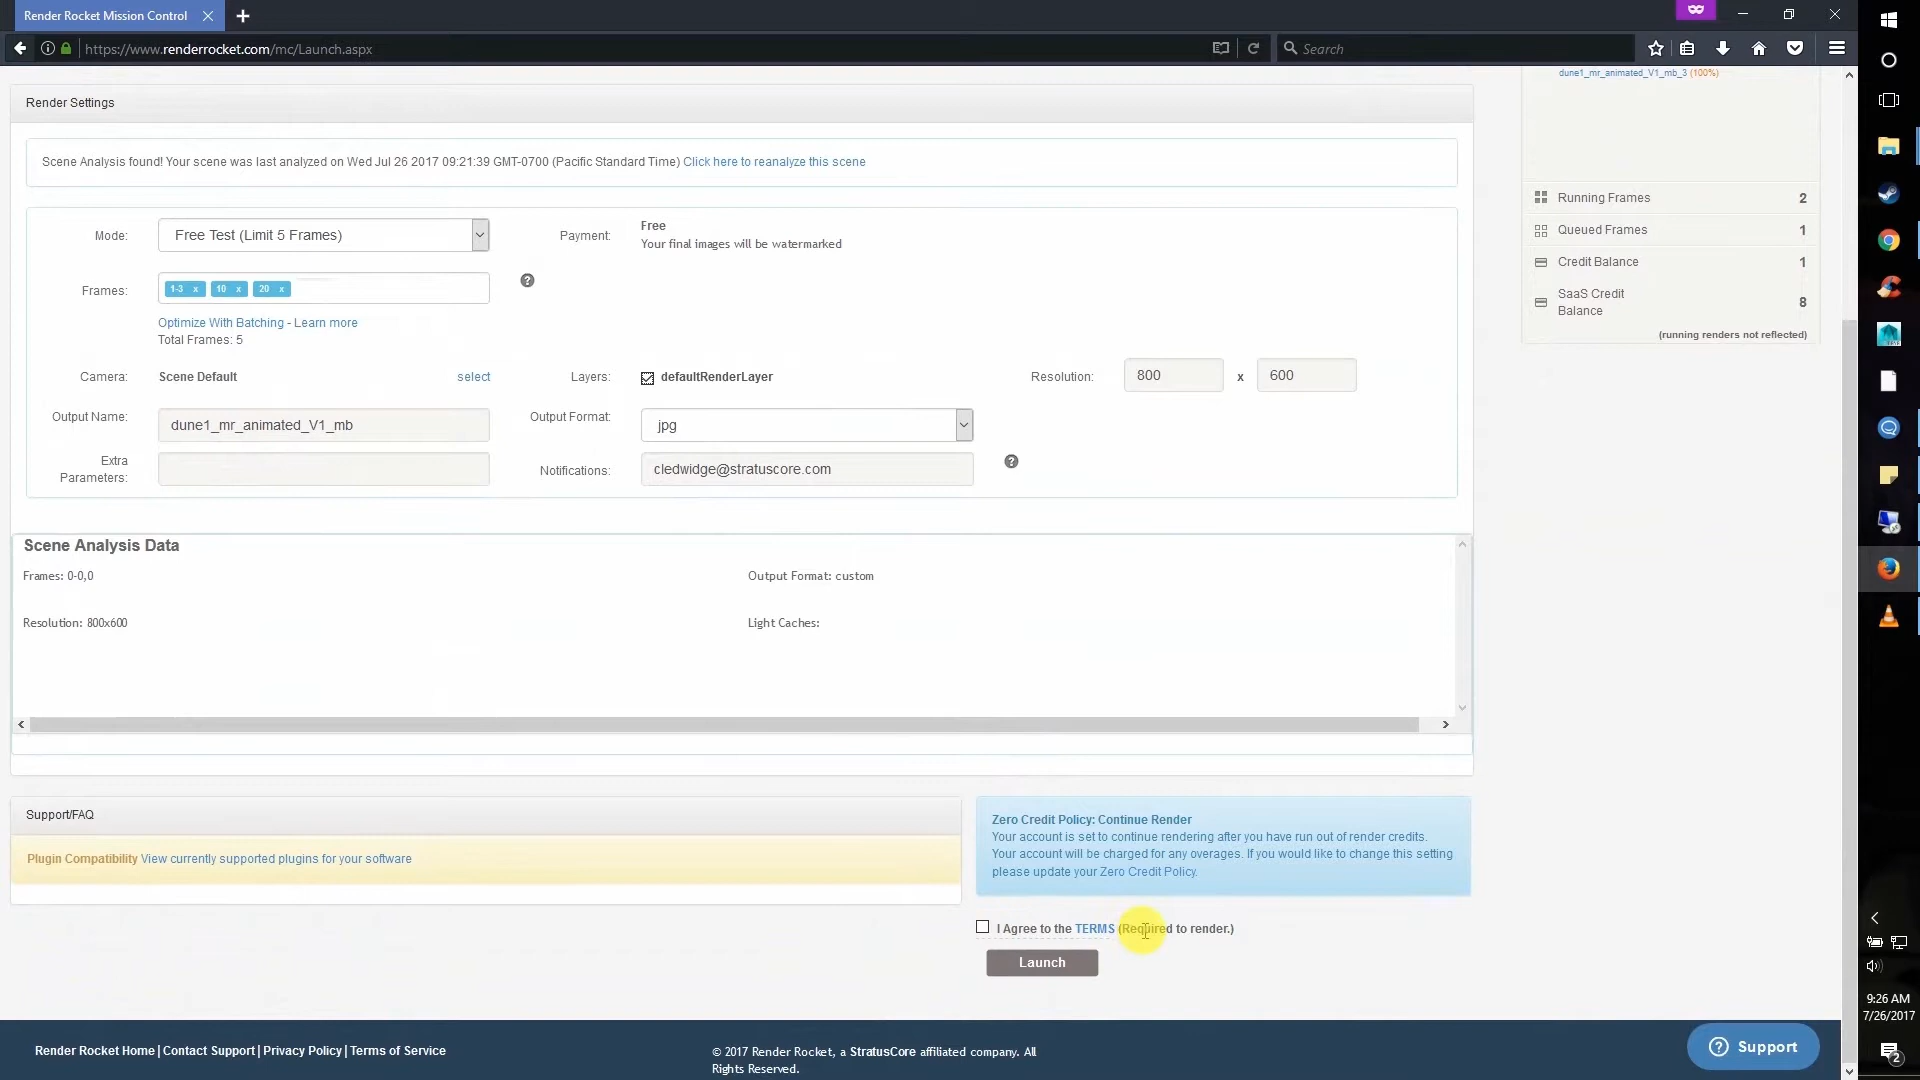 Render Rocket Mission Control
https://www.renderrocket.com/mc/Launch.aspx
Search
dune1_mr_animated_V1_mb_3 (100%)
Render Settings
Scene Analysis found! Your scene was last analyzed on Wed Jul 26 2017 09:21:39 GMT-0700 (Pacific Standard Time) Click here to reanalyze this scene
Running Frames 2
Queued Frames 1
Credit Balance 1
SaaS Credit
Balance 8
(running renders not reflected)
Mode: Free Test (Limit 5 Frames)
Payment: Free
Your final images will be watermarked
Frames: 1-3 x 10 x 20 x
Optimize With Batching - Learn more
Total Frames: 5
Camera: Scene Default select
Layers: defaultRenderLayer
Resolution: 800 x 600
Output Name: dune1_mr_animated_V1_mb
Output Format: jpg
Extra
Parameters:
Notifications: cledwidge@stratuscore.com
Scene Analysis Data
Frames: 0-0,0
Output Format: custom
Resolution: 800x600
Light Caches:
Support/FAQ
Plugin Compatibility View currently supported plugins for your software
Zero Credit Policy: Continue Render
Your account is set to continue rendering after you have run out of render credits.
Your account will be charged for any overages. If you would like to change this setting
please update your Zero Credit Policy.
I Agree to the TERMS (Required to render.)
Launch
Render Rocket Home | Contact Support | Privacy Policy | Terms of Service
© 2017 Render Rocket, a StratusCore affiliated company. All
Rights Reserved.
Support
9:26 AM
7/26/2017
2